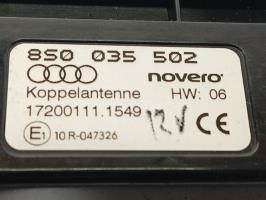 8S0 035 502
novero
Koppelantenne HW: 06
17200111.1549 12V CE
E1 10 R-047326